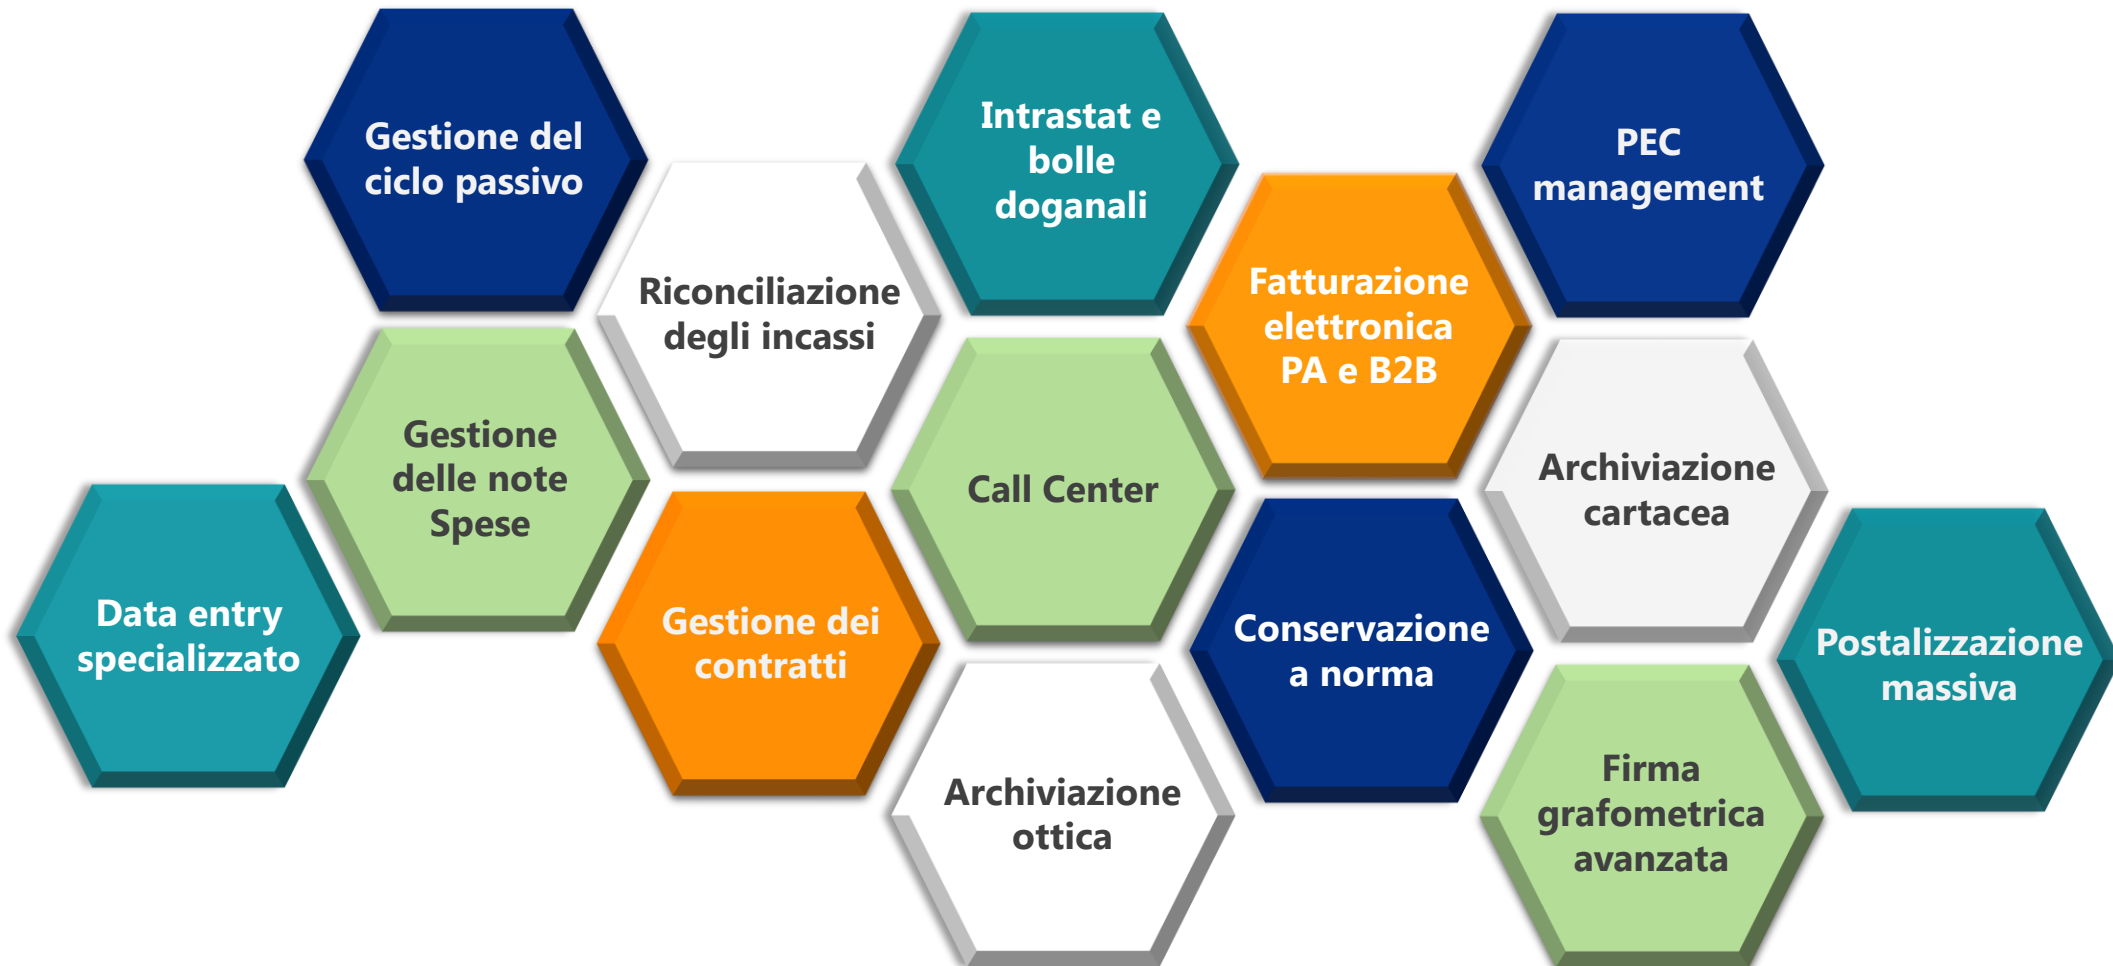 Gestione del
ciclo passivo
Intrastat e
bolle
doganali
PEC
management
Riconciliazione
degli incassi
Fatturazione
elettronica
PA e B2B
Gestione
delle note
Spese
Call Center
Archiviazione
cartacea
Data entry
specializzato
Gestione dei
contratti
Conservazione
a norma
Postalizzazione
massiva
Archiviazione
ottica
Firma
grafometrica
avanzata